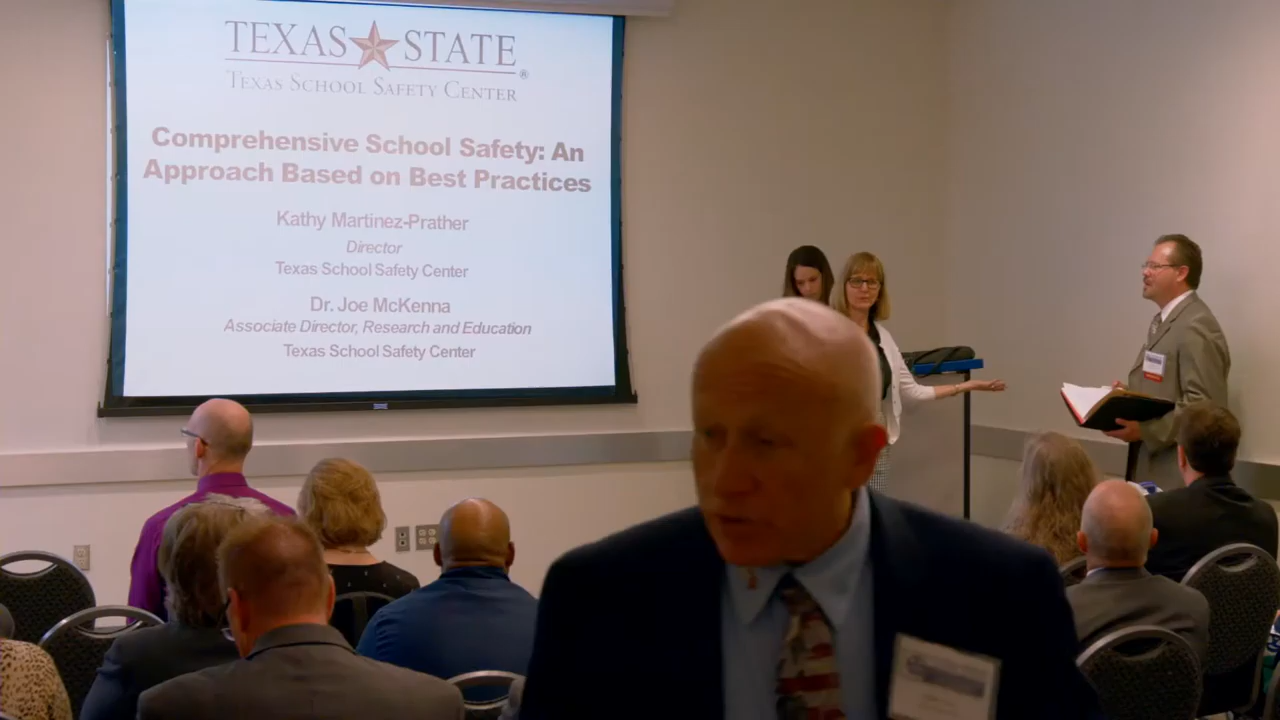 TEXAS STATE®
TEXAS SCHOOL SAFETY CENTER
Comprehensive School Safety: An
Approach Based on Best Practices
Kathy Martinez-Prather
Director
Texas School Safety Center
Dr. Joe McKenna
Associate Director, Research and Education
Texas School Safety Center